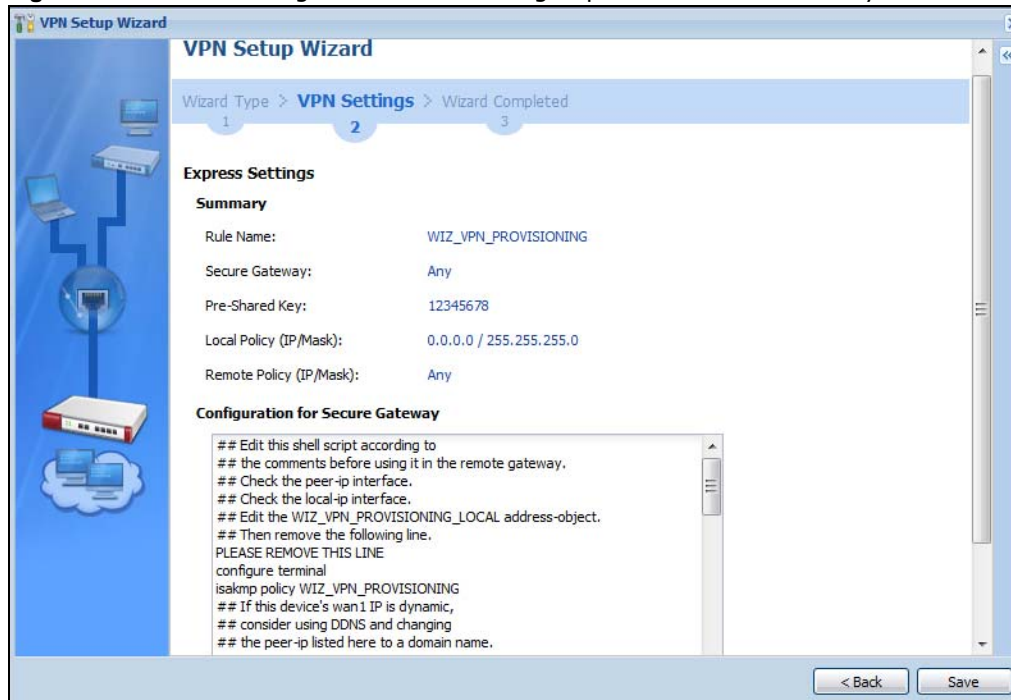 VPN Setup Wizard
VPN Setup Wizard
Wizard Type > VPN Settings > Wizard Completed
1 2 3
Express Settings
Summary
Rule Name: WIZ_VPN_PROVISIONING
Secure Gateway: Any
Pre-Shared Key: 12345678
Local Policy (IP/Mask): 0.0.0.0 / 255.255.255.0
Remote Policy (IP/Mask): Any
Configuration for Secure Gateway
## Edit this shell script according to
## the comments before using it in the remote gateway.
## Check the peer-ip interface.
## Check the local-ip interface.
## Edit the WIZ_VPN_PROVISIONING_LOCAL address-object.
## Then remove the following line.
PLEASE REMOVE THIS LINE
configure terminal
isakmp policy WIZ_VPN_PROVISIONING
## If this device's wan1 IP is dynamic,
## consider using DDNS and changing
## the peer-ip listed here to a domain name.
< Back Save